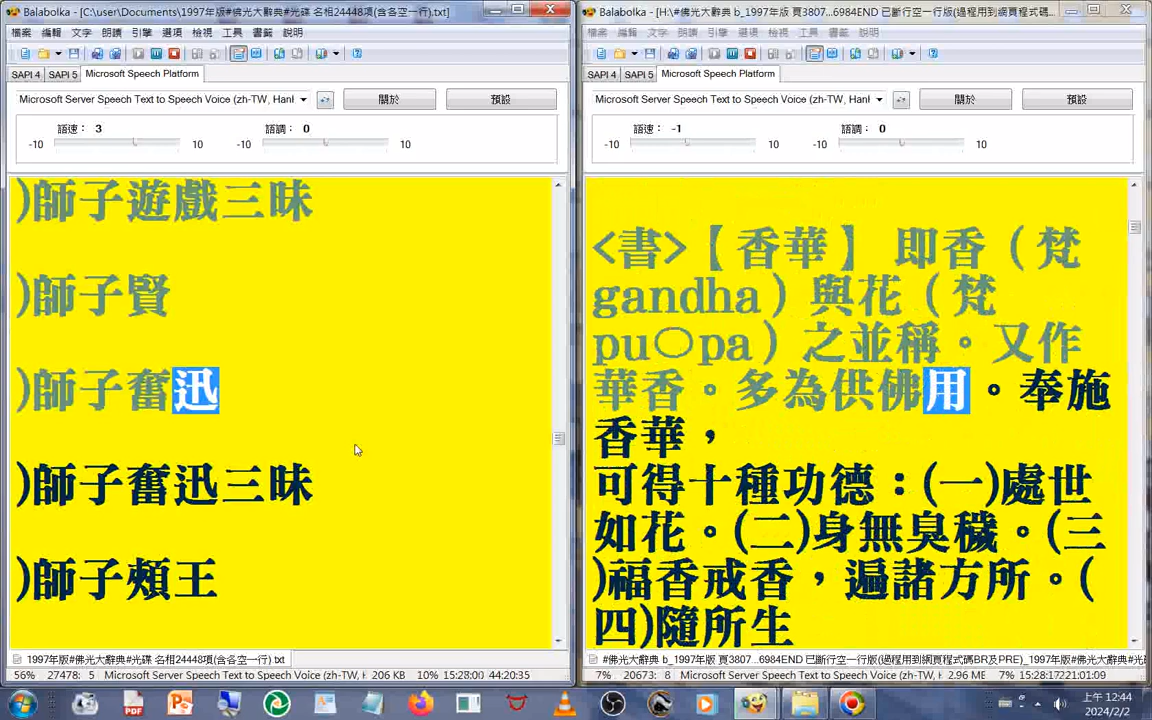 Balabolka - [C:\user\Documents\1997年版#佛光大辭典#光碟 名相24448項(含各空一行).txt]
檔案 編輯 文字 朗讀 引擎 選項 檢視 工具 書籤 說明
SAPI 4 SAPI 5 Microsoft Speech Platform
Microsoft Server Speech Text to Speech Voice (zh-TW, Hanl
關於
預設
語速： 3
語調： 0
-10 10 -10 10
)師子遊戲三昧
)師子賢
)師子奮迅
)師子奮迅三昧
)師子頰王
1997年版#佛光大辭典#光碟 名相24448項(含各空一行).txt
56% 27478: 5 Microsoft Server Speech Text to Speech Voice (zh-TW, 206 KB 10% 15:28:00 44:20:35
Balabolka - [H:\#佛光大辭典 b_1997年版 頁3807...6984END 已斷行空一行版(過程用到網頁程式碼
檔案 編輯 文字 朗讀 引擎 選項 檢視 工具 書籤 說明
SAPI 4 SAPI 5 Microsoft Speech Platform
Microsoft Server Speech Text to Speech Voice (zh-TW, Hanl
關於
預設
語速： -1
語調： 0
-10 10 -10 10
<書>【香華】 即香（梵
gandha）與花（梵
pu○pa）之並稱。又作
華香。多為供佛用。奉施
香華，
可得十種功德：(一)處世
如花。(二)身無臭穢。(三
)福香戒香，遍諸方所。(
四)隨所生
#佛光大辭典 b_1997年版 頁3807...6984END 已斷行空一行版(過程用到網頁程式碼BR及PRE)_1997年版#光
7% 20673: 8 Microsoft Server Speech Text to Speech Voice (zh-TW, 2.96 ME 7% 15:28:17221:01:09
上午 12:44
2024/2/2